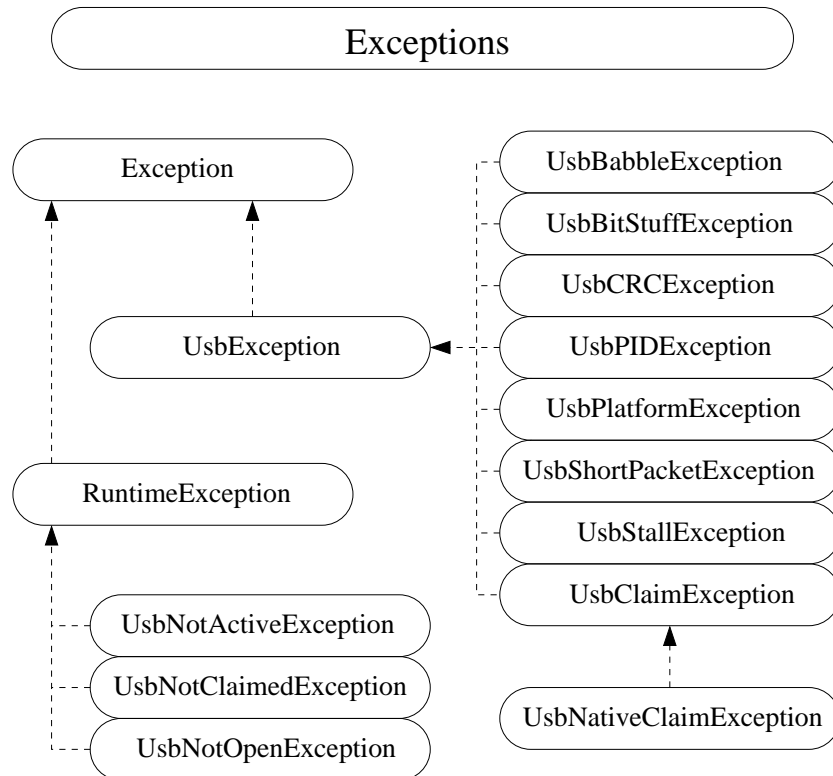 Exceptions
Exception
UsbException
RuntimeException
UsbNotActiveException
UsbNotClaimedException
UsbNotOpenException
UsbBabbleException
UsbBitStuffException
UsbCRCException
UsbPIDException
UsbPlatformException
UsbShortPacketException
UsbStallException
UsbClaimException
UsbNativeClaimException